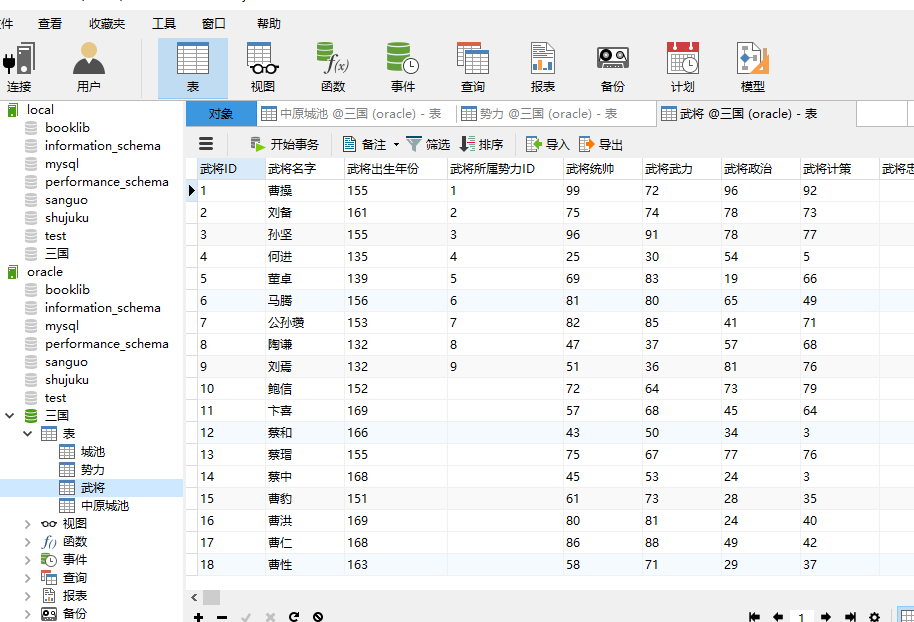 件 查看 收藏夹 工具 窗口 帮助
连接 用户 表 视图 函数 事件 查询 报表 备份 计划 模型
local
booklib
information_schema
mysql
performance_schema
sanguo
shujuku
test
三国
oracle
booklib
information_schema
mysql
performance_schema
sanguo
shujuku
test
三国
表
城池
势力
武将
中原城池
视图
函数
事件
查询
报表
备份
对象 中原城池 @三国 (oracle) - 表 势力 @三国 (oracle) - 表 武将 @三国 (oracle) - 表
开始事务 备注 筛选 排序 导入 导出
武将ID 武将名字 武将出生年份 武将所属势力ID 武将统帅 武将武力 武将政治 武将计策 武将忠
1 曹操 155 1 99 72 96 92
2 刘备 161 2 75 74 78 73
3 孙坚 155 3 96 91 78 77
4 何进 135 4 25 30 54 5
5 董卓 139 5 69 83 19 66
6 马腾 156 6 81 80 65 49
7 公孙瓒 153 7 82 85 41 71
8 陶谦 132 8 47 37 57 68
9 刘焉 132 9 51 36 81 76
10 鲍信 152 72 64 73 79
11 卞喜 169 57 68 45 64
12 蔡和 166 43 50 34 3
13 蔡瑁 155 75 67 77 76
14 蔡中 168 45 53 24 3
15 曹豹 151 61 73 28 35
16 曹洪 169 80 81 24 40
17 曹仁 168 86 88 49 42
18 曹性 163 58 71 29 37
1